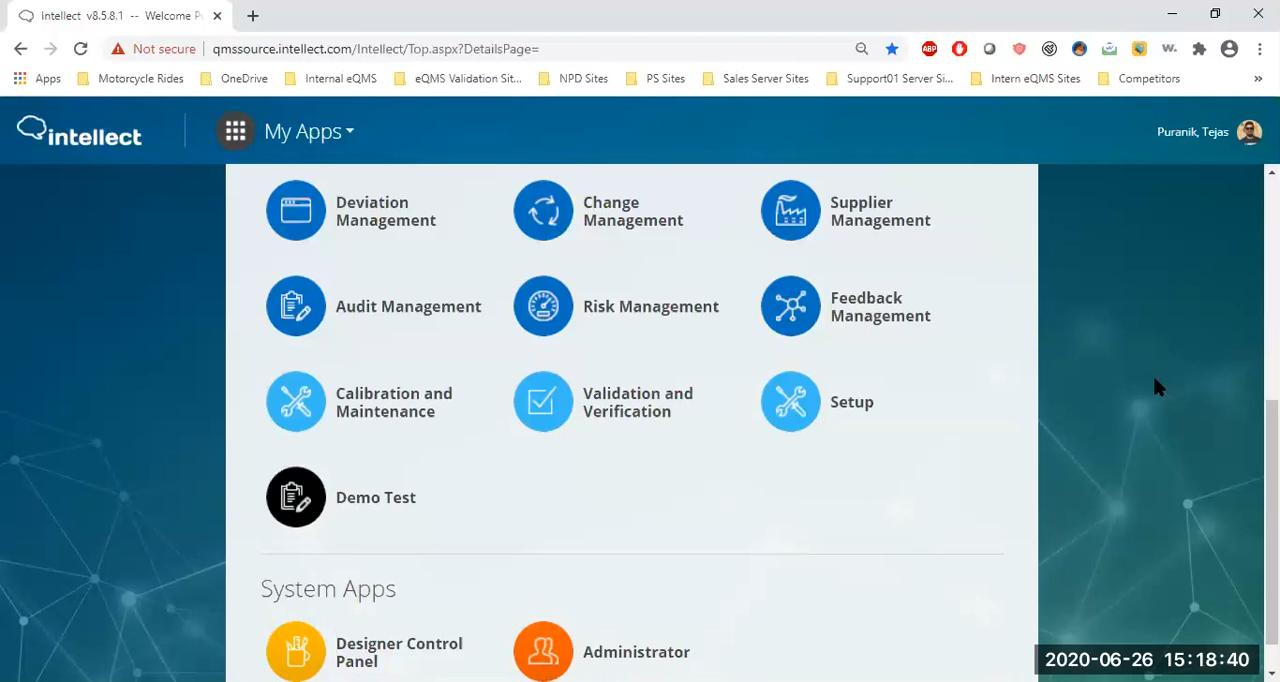 Intellect v8.5.8.1 -- Welcome P
Not secure
qmssource.intellect.com/Intellect/Top.aspx?DetailsPage=
ABP
W.
Apps
Motorcycle Rides
OneDrive
Internal eQMS
eQMS Validation Sit...
NPD Sites
PS Sites
Sales Server Sites
Support01 Server Si...
Intern eQMS Sites
Competitors
»
intellect
My Apps
Puranik, Tejas
Deviation
Management
Change
Management
Supplier
Management
Audit Management
Risk Management
Feedback
Management
Calibration and
Maintenance
Validation and
Verification
Setup
Demo Test
System Apps
Designer Control
Panel
Administrator
2020-06-26 15:18:40